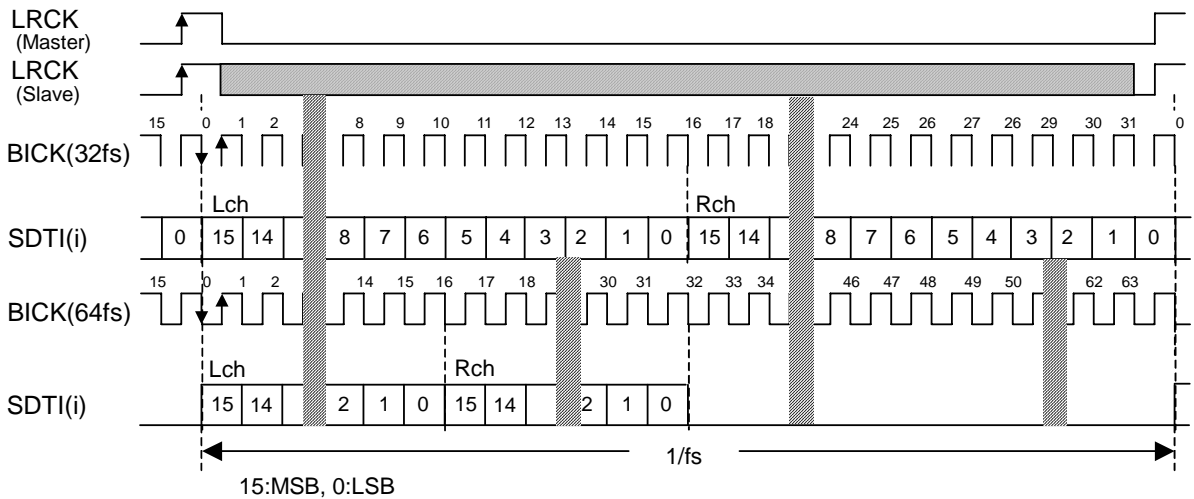 LRCK
(Master)
LRCK
(Slave)
15 0 1 2 8 9 10 11 12 13 14 15 16 17 18 24 25 26 27 28 29 30 31 0
BICK(32fs)
Lch Rch
SDTI(i) 0 15 14 8 7 6 5 4 3 2 1 0 15 14 8 7 6 5 4 3 2 1 0
15 0 1 2 14 15 16 17 18 30 31 32 33 34 46 47 48 49 50 62 63
BICK(64fs)
Lch Rch
SDTI(i) 15 14 2 1 0 15 14 2 1 0
1/fs
15:MSB, 0:LSB